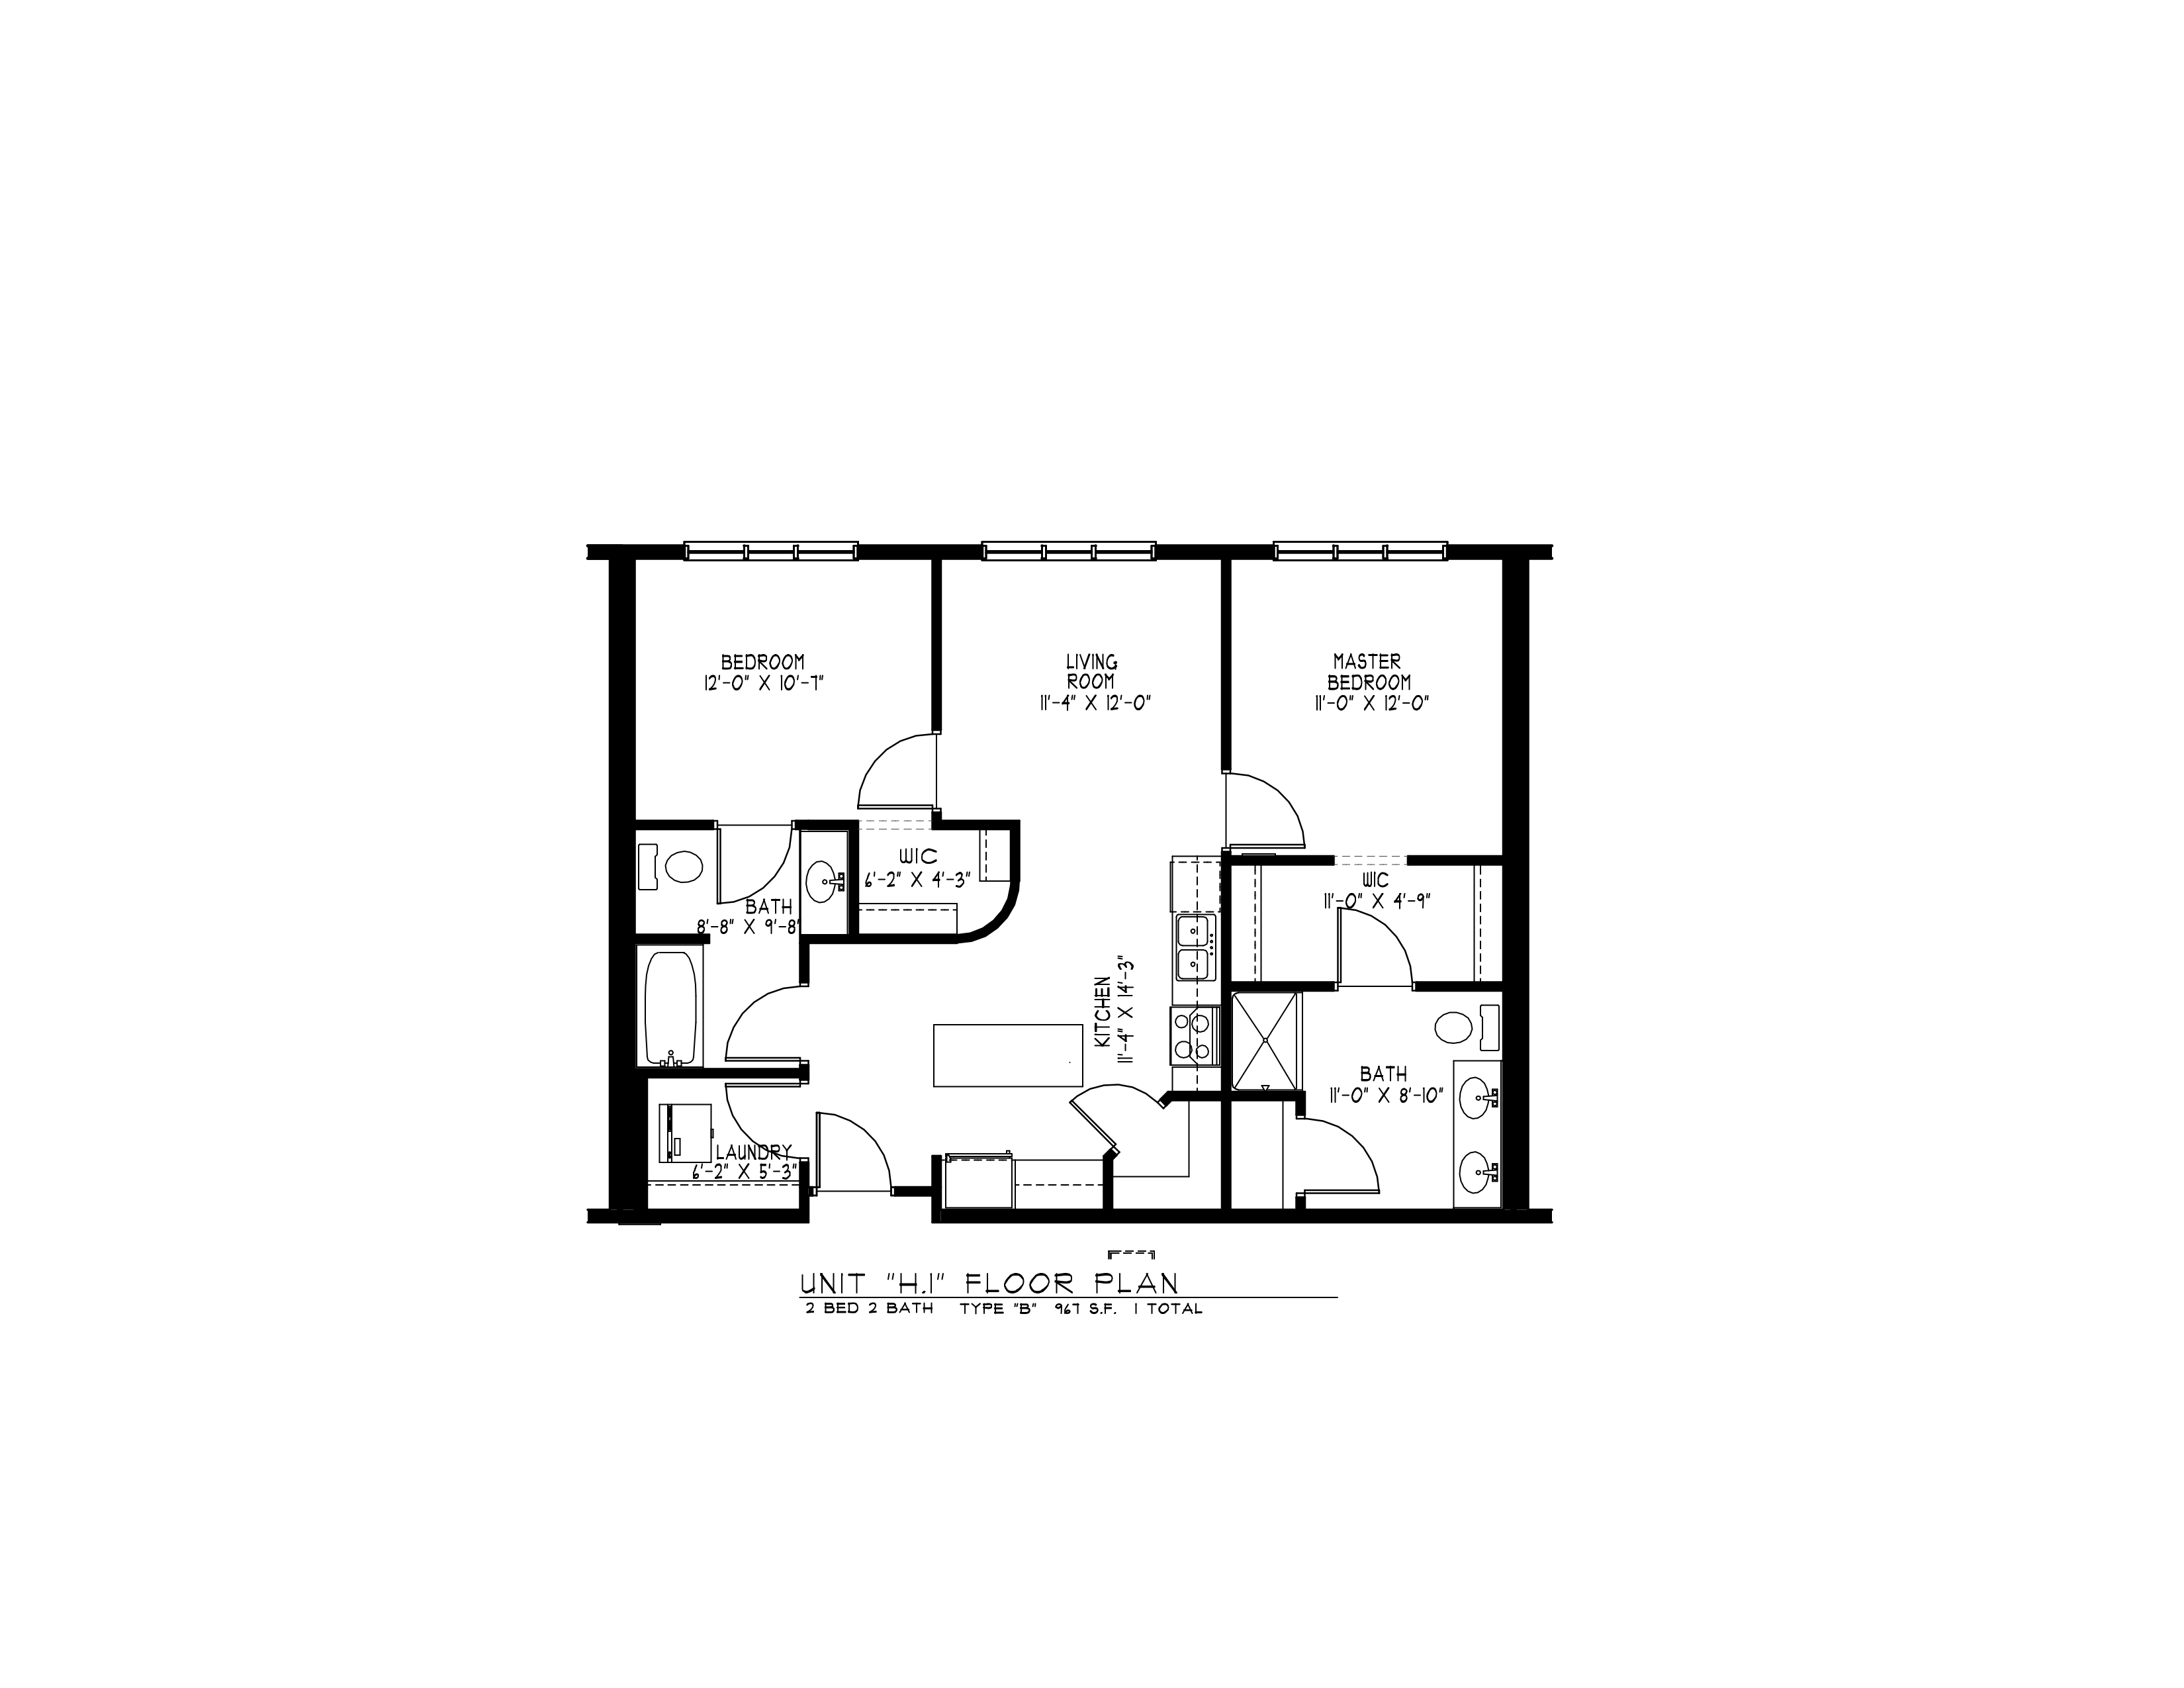 BEDROOM
12'-0" X 10'-7"
LIVING
ROOM
11'-4" X 12'-0"
MASTER
BEDROOM
11'-0" X 12'-0"
WIC
6'-2" X 4'-3"
WIC
11'-0" X 4'-9"
BATH
8'-8" X 9'-8"
KITCHEN
11'-4" X 14'-3"
BATH
11'-0" X 8'-10"
LAUNDRY
6'-2" X 5'-3"
UNIT "H.1" FLOOR PLAN
2 BED 2 BATH TYPE "B" 967 S.F. 1 TOTAL